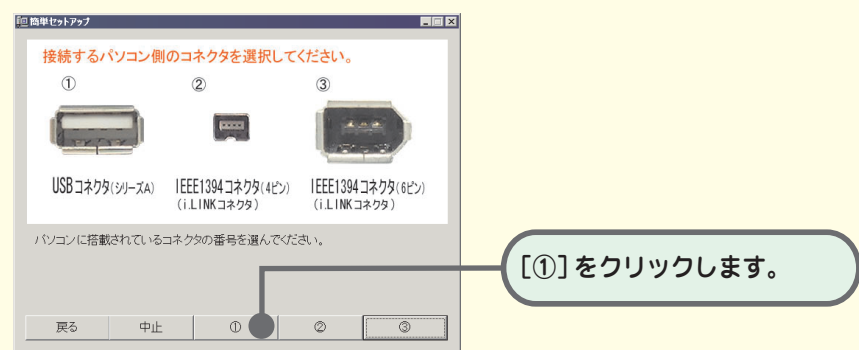 簡単セットアップ
接続するパソコン側のコネクタを選択してください。
① ② ③
USBコネクタ(シリーズA) IEEE1394コネクタ(4ピン) IEEE1394コネクタ(6ピン)
(i.LINKコネクタ) (i.LINKコネクタ)
パソコンに搭載されているコネクタの番号を選んでください。
[①]をクリックします。
戻る 中止 ① ② ③